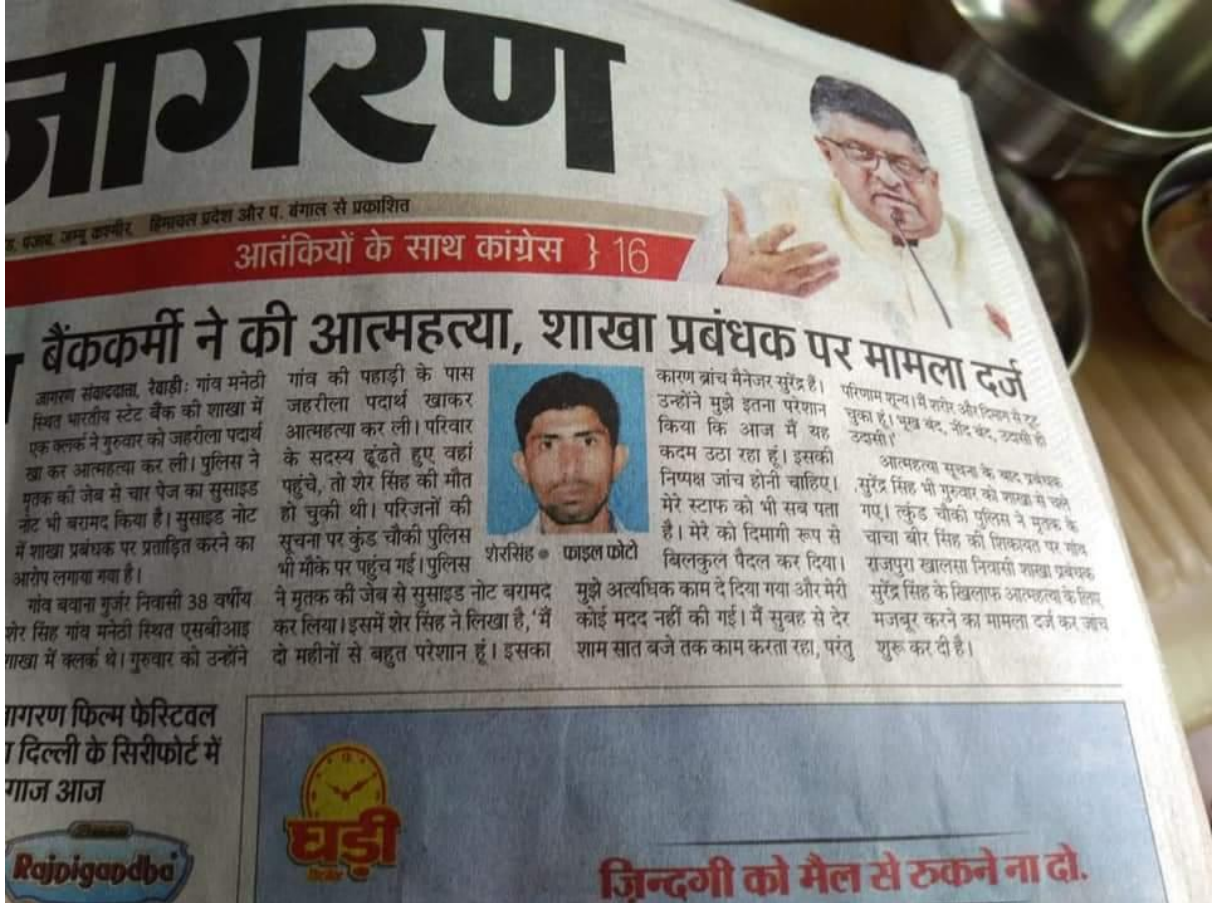 जागरण
पंजाब, जम्मू कश्मीर, हिमाचल प्रदेश और प. बंगाल से प्रकाशित
आतंकियों के साथ कांग्रेस } 16
बैंककर्मी ने की आत्महत्या, शाखा प्रबंधक पर मामला दर्ज
जागरण संवाददाता, रेवाड़ी: गांव मनेठी
स्थित भारतीय स्टेट बैंक की शाखा में
एक क्लर्क ने गुरुवार को जहरीला पदार्थ
खा कर आत्महत्या कर ली। पुलिस ने
मृतक की जेब से चार पेज का सुसाइड
नोट भी बरामद किया है। सुसाइड नोट
में शाखा प्रबंधक पर प्रताड़ित करने का
आरोप लगाया गया है।
गांव बवाना गुर्जर निवासी 38 वर्षीय
शेर सिंह गांव मनेठी स्थित एसबीआइ
शाखा में क्लर्क थे। गुरुवार को उन्होंने
गांव की पहाड़ी के पास
जहरीला पदार्थ खाकर
आत्महत्या कर ली। परिवार
के सदस्य ढूंढते हुए वहां
पहुंचे, तो शेर सिंह की मौत
हो चुकी थी। परिजनों की
सूचना पर कुंड चौकी पुलिस
भी मौके पर पहुंच गई। पुलिस
ने मृतक की जेब से सुसाइड नोट बरामद
कर लिया। इसमें शेर सिंह ने लिखा है, 'मैं
दो महीनों से बहुत परेशान हूं। इसका
शेरसिंह ● फाइल फोटो
कारण ब्रांच मैनेजर सुरेंद्र हैं।
उन्होंने मुझे इतना परेशान
किया कि आज मैं यह
कदम उठा रहा हूं। इसकी
निष्पक्ष जांच होनी चाहिए।
मेरे स्टाफ को भी सब पता
है। मेरे को दिमागी रूप से
बिलकुल पैदल कर दिया।
मुझे अत्यधिक काम दे दिया गया और मेरी
कोई मदद नहीं की गई। मैं सुबह से देर
शाम सात बजे तक काम करता रहा, परंतु
परिणाम शून्य। मैं शरीर और दिमाग से टूट
चुका हूं। भूख बंद, नींद बंद, उदासी ही
उदासी।'
आत्महत्या सूचना के बाद प्रबंधक
सुरेंद्र सिंह भी गुरुवार को शाखा से चले
गए। कुंड चौकी पुलिस ने मृतक के
चाचा बीर सिंह की शिकायत पर गांव
राजपुरा खालसा निवासी शाखा प्रबंधक
सुरेंद्र सिंह के खिलाफ आत्महत्या के लिए
मजबूर करने का मामला दर्ज कर जांच
शुरू कर दी है।
जागरण फिल्म फेस्टिवल
दिल्ली के सिरीफोर्ट में
आज
Rajnigandha
घड़ी
ज़िन्दगी को मैल से रुकने ना दो.